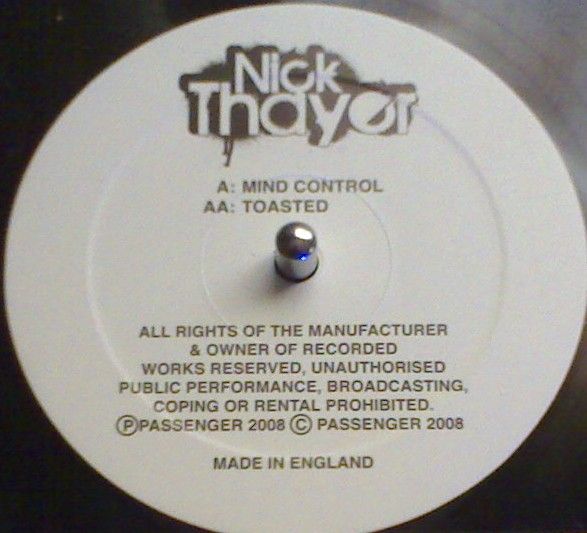 Nick
Thayer
A: MIND CONTROL
AA: TOASTED
ALL RIGHTS OF THE MANUFACTURER
& OWNER OF RECORDED
WORKS RESERVED, UNAUTHORISED
PUBLIC PERFORMANCE, BROADCASTING,
COPING OR RENTAL PROHIBITED.
ⓅPASSENGER 2008 © PASSENGER 2008
MADE IN ENGLAND